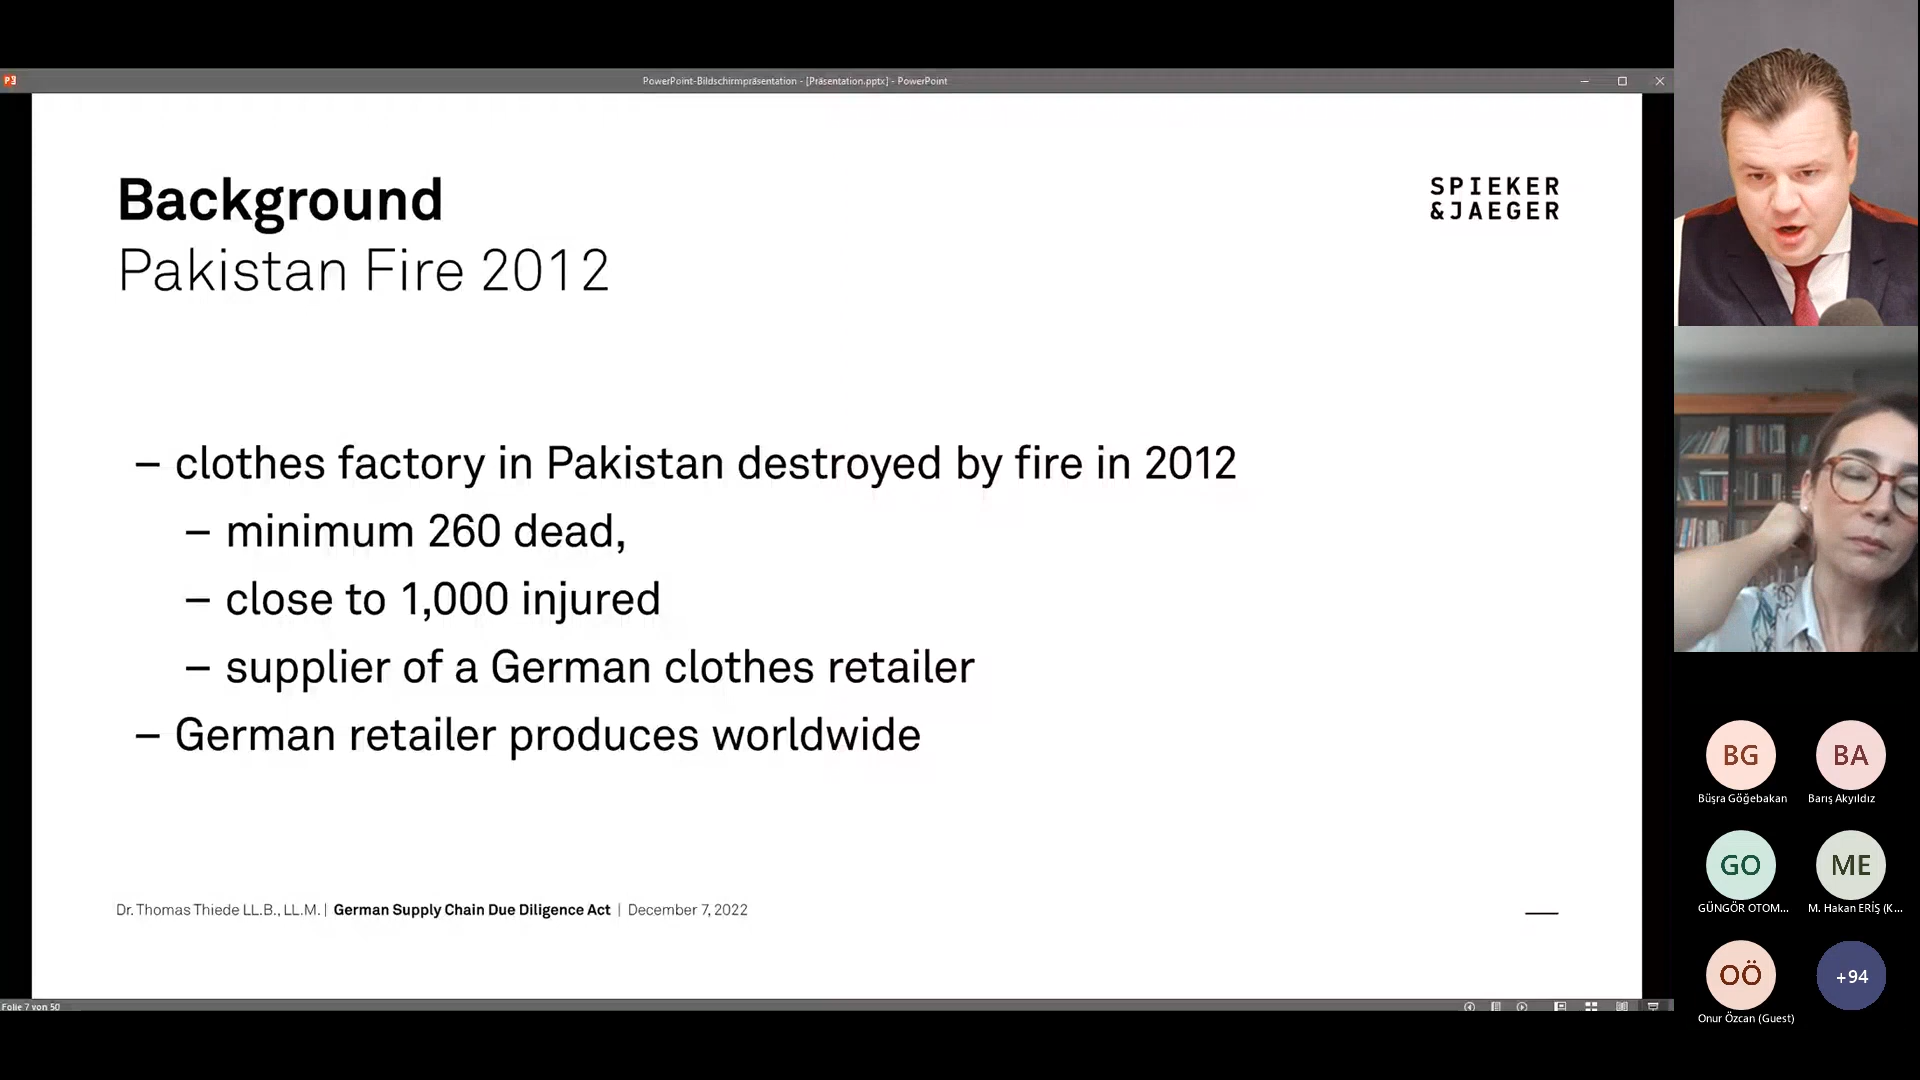 PowerPoint-Bildschirmpräsentation - [Präsentation.pptx] - PowerPoint
Background
Pakistan Fire 2012
SPIEKER
&JAEGER
– clothes factory in Pakistan destroyed by fire in 2012
– minimum 260 dead,
– close to 1,000 injured
– supplier of a German clothes retailer
– German retailer produces worldwide
Dr. Thomas Thiede LL.B., LL.M. | German Supply Chain Due Diligence Act | December 7, 2022
Folie 7 von 50
BG
Büşra Göğebakan
BA
Barış Akyıldız
GO
GÜNGÖR OTOM...
ME
M. Hakan ERİŞ (K...
OÖ
Onur Özcan (Guest)
+94